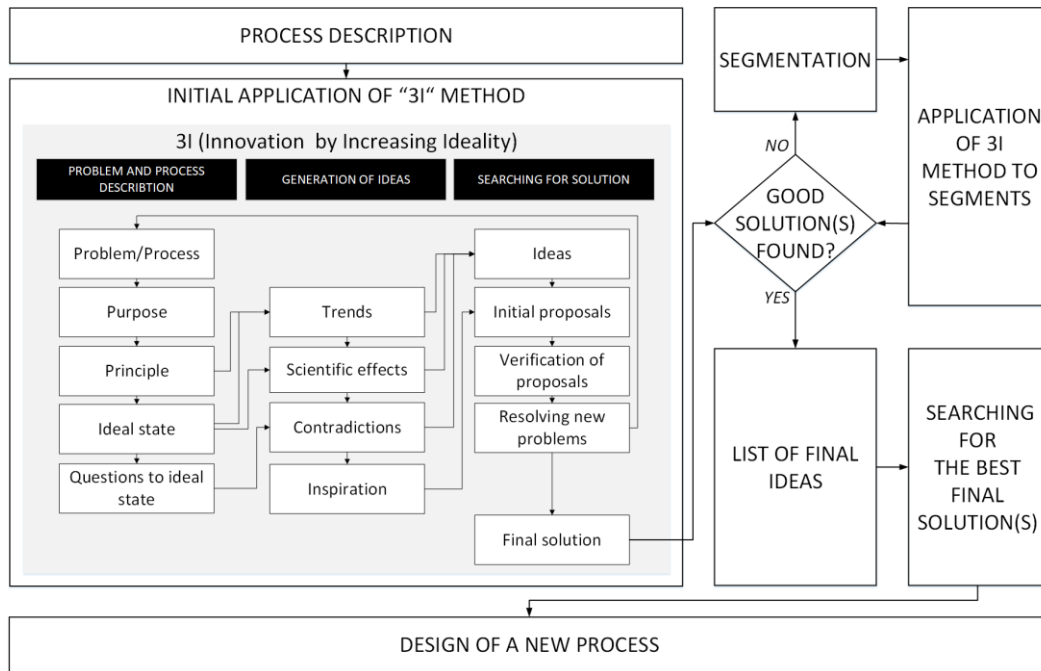 PROCESS DESCRIPTION
INITIAL APPLICATION OF “3I“ METHOD
3I (Innovation by Increasing Ideality)
PROBLEM AND PROCESS
DESCRIBTION
GENERATION OF IDEAS
SEARCHING FOR SOLUTION
Problem/Process
Purpose
Principle
Ideal state
Questions to ideal
state
Trends
Scientific effects
Contradictions
Inspiration
Ideas
Initial proposals
Verification of
proposals
Resolving new
problems
Final solution
SEGMENTATION
NO
GOOD
SOLUTION(S)
FOUND?
YES
APPLICATION
OF 3I
METHOD TO
SEGMENTS
LIST OF FINAL
IDEAS
SEARCHING
FOR
THE BEST
FINAL
SOLUTION(S)
DESIGN OF A NEW PROCESS